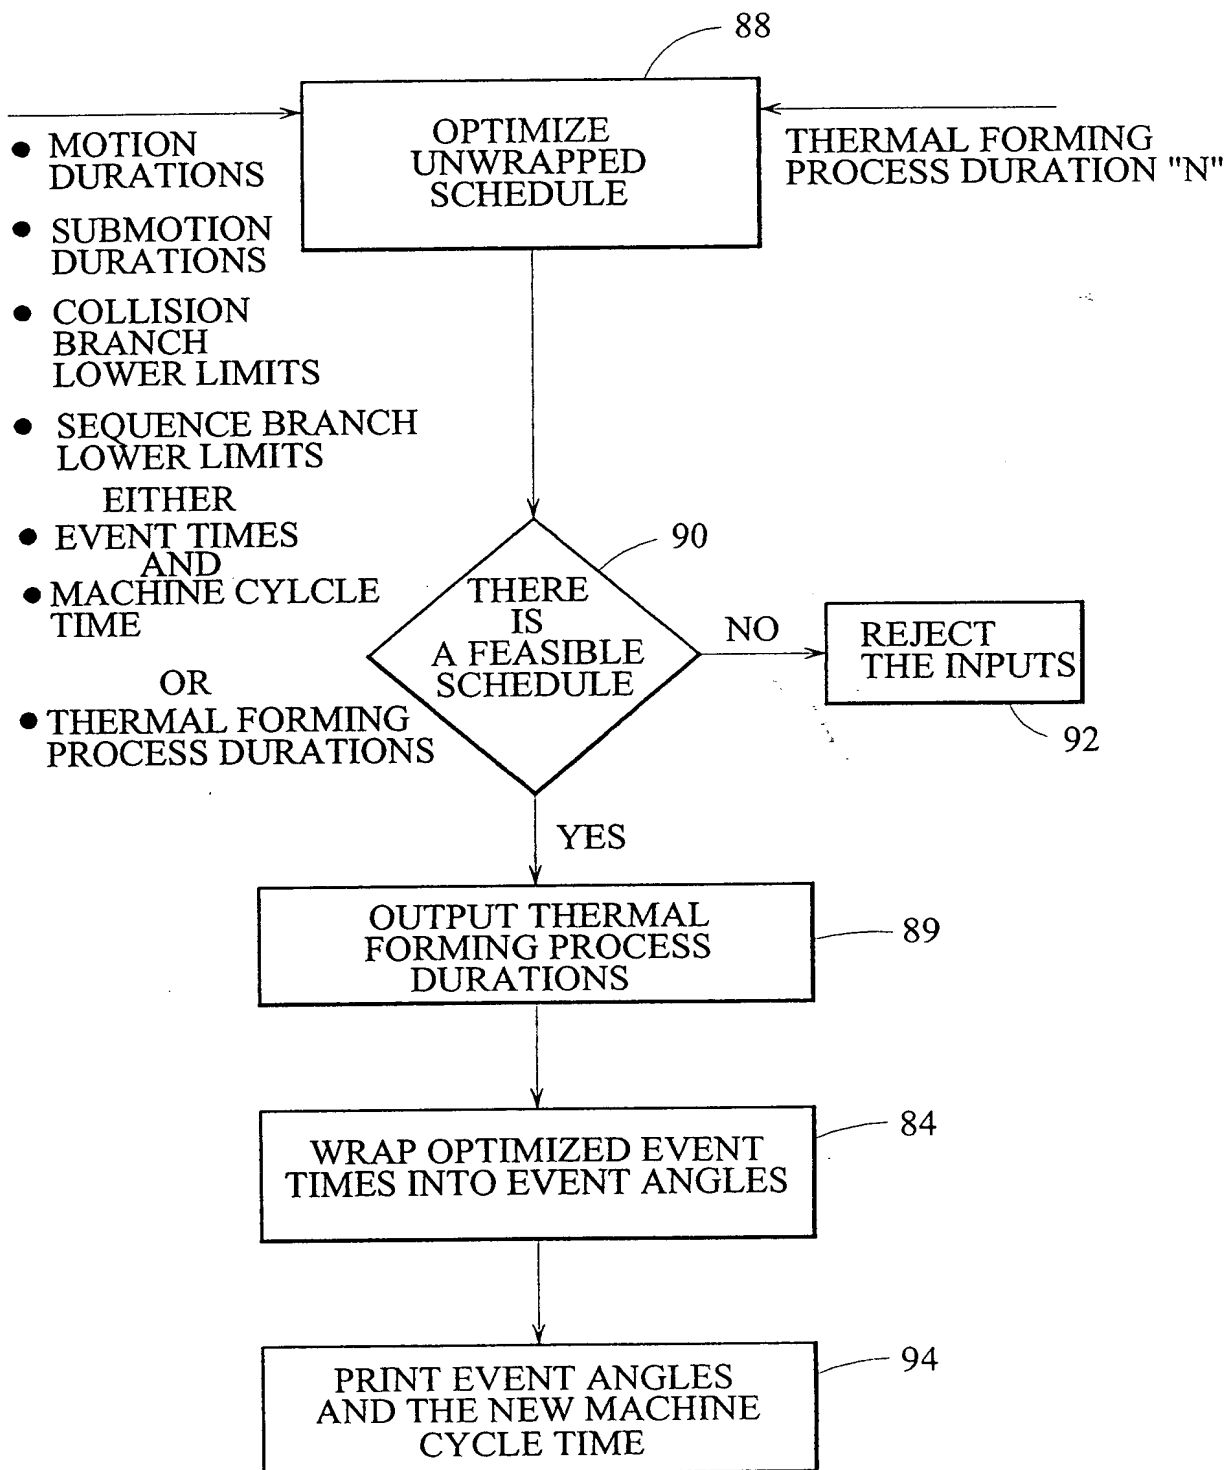 88
OPTIMIZE
UNWRAPPED
SCHEDULE
THERMAL FORMING
PROCESS DURATION "N"
● MOTION
DURATIONS
● SUBMOTION
DURATIONS
● COLLISION
BRANCH
LOWER LIMITS
● SEQUENCE BRANCH
LOWER LIMITS
EITHER
● EVENT TIMES
AND
● MACHINE CYLCLE
TIME
OR
● THERMAL FORMING
PROCESS DURATIONS
90
THERE
IS
A FEASIBLE
SCHEDULE
NO
REJECT
THE INPUTS
92
YES
OUTPUT THERMAL
FORMING PROCESS
DURATIONS
89
WRAP OPTIMIZED EVENT
TIMES INTO EVENT ANGLES
84
PRINT EVENT ANGLES
AND THE NEW MACHINE
CYCLE TIME
94